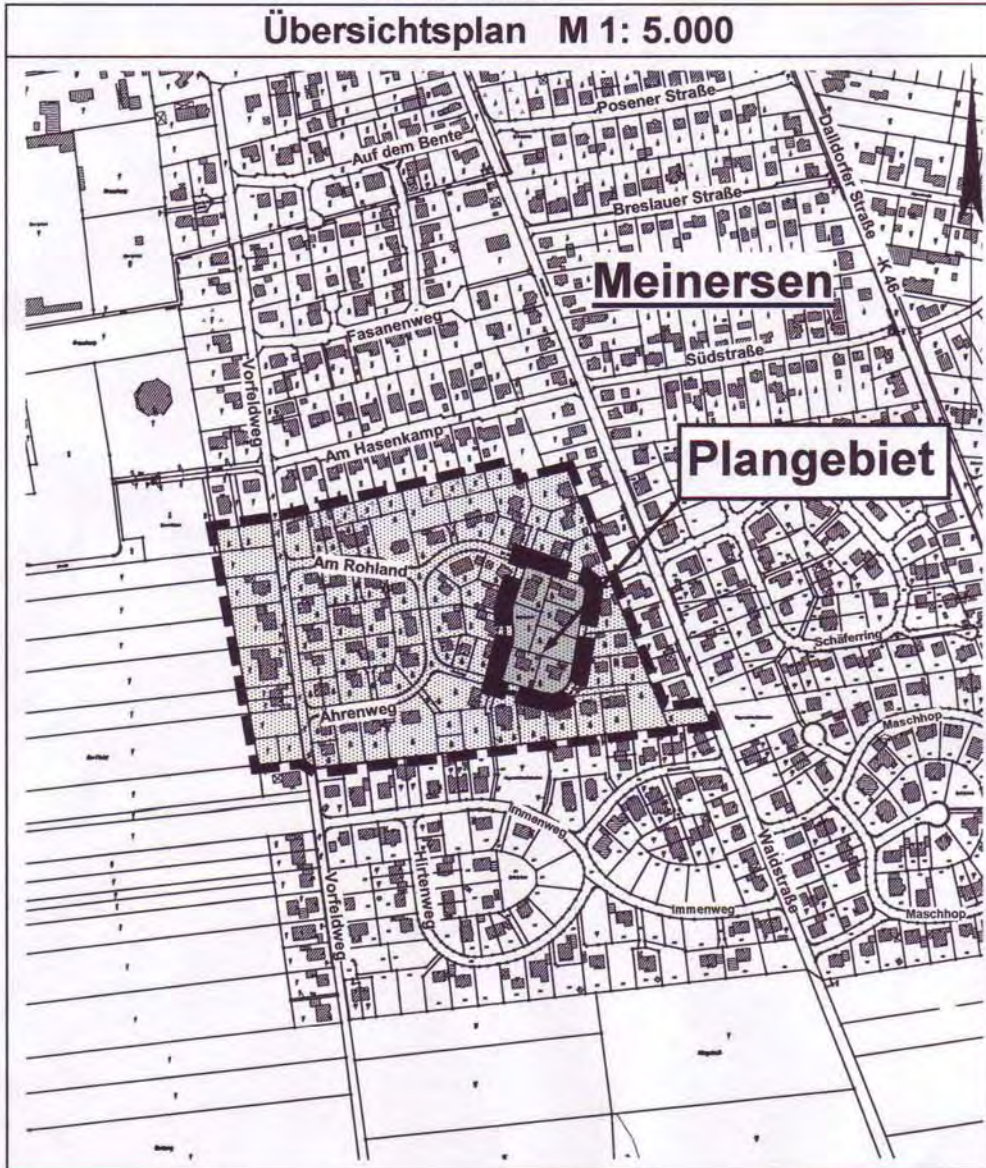 Übersichtsplan M 1: 5.000
Posener Straße
Auf dem Bente
Dalldorfer Straße
Breslauer Straße
K 46
Meinersen
Fasanenweg
Südstraße
Vorfeldweg
Am Hasenkamp
Plangebiet
Am Rohland
Schäferring
Ährenweg
Maschhop
Immenweg
Hirtenweg
Waldstraße
Vorfeldweg
Immenweg
Maschhop